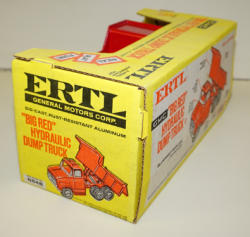 ERTL
GENERAL MOTORS CORP.
DIE-CAST, RUST-RESISTANT ALUMINUM
"BIG RED"
HYDRAULIC
DUMP TRUCK
ERTL
GMC "BIG RED"
HYDRAULIC
DUMP TRUCK